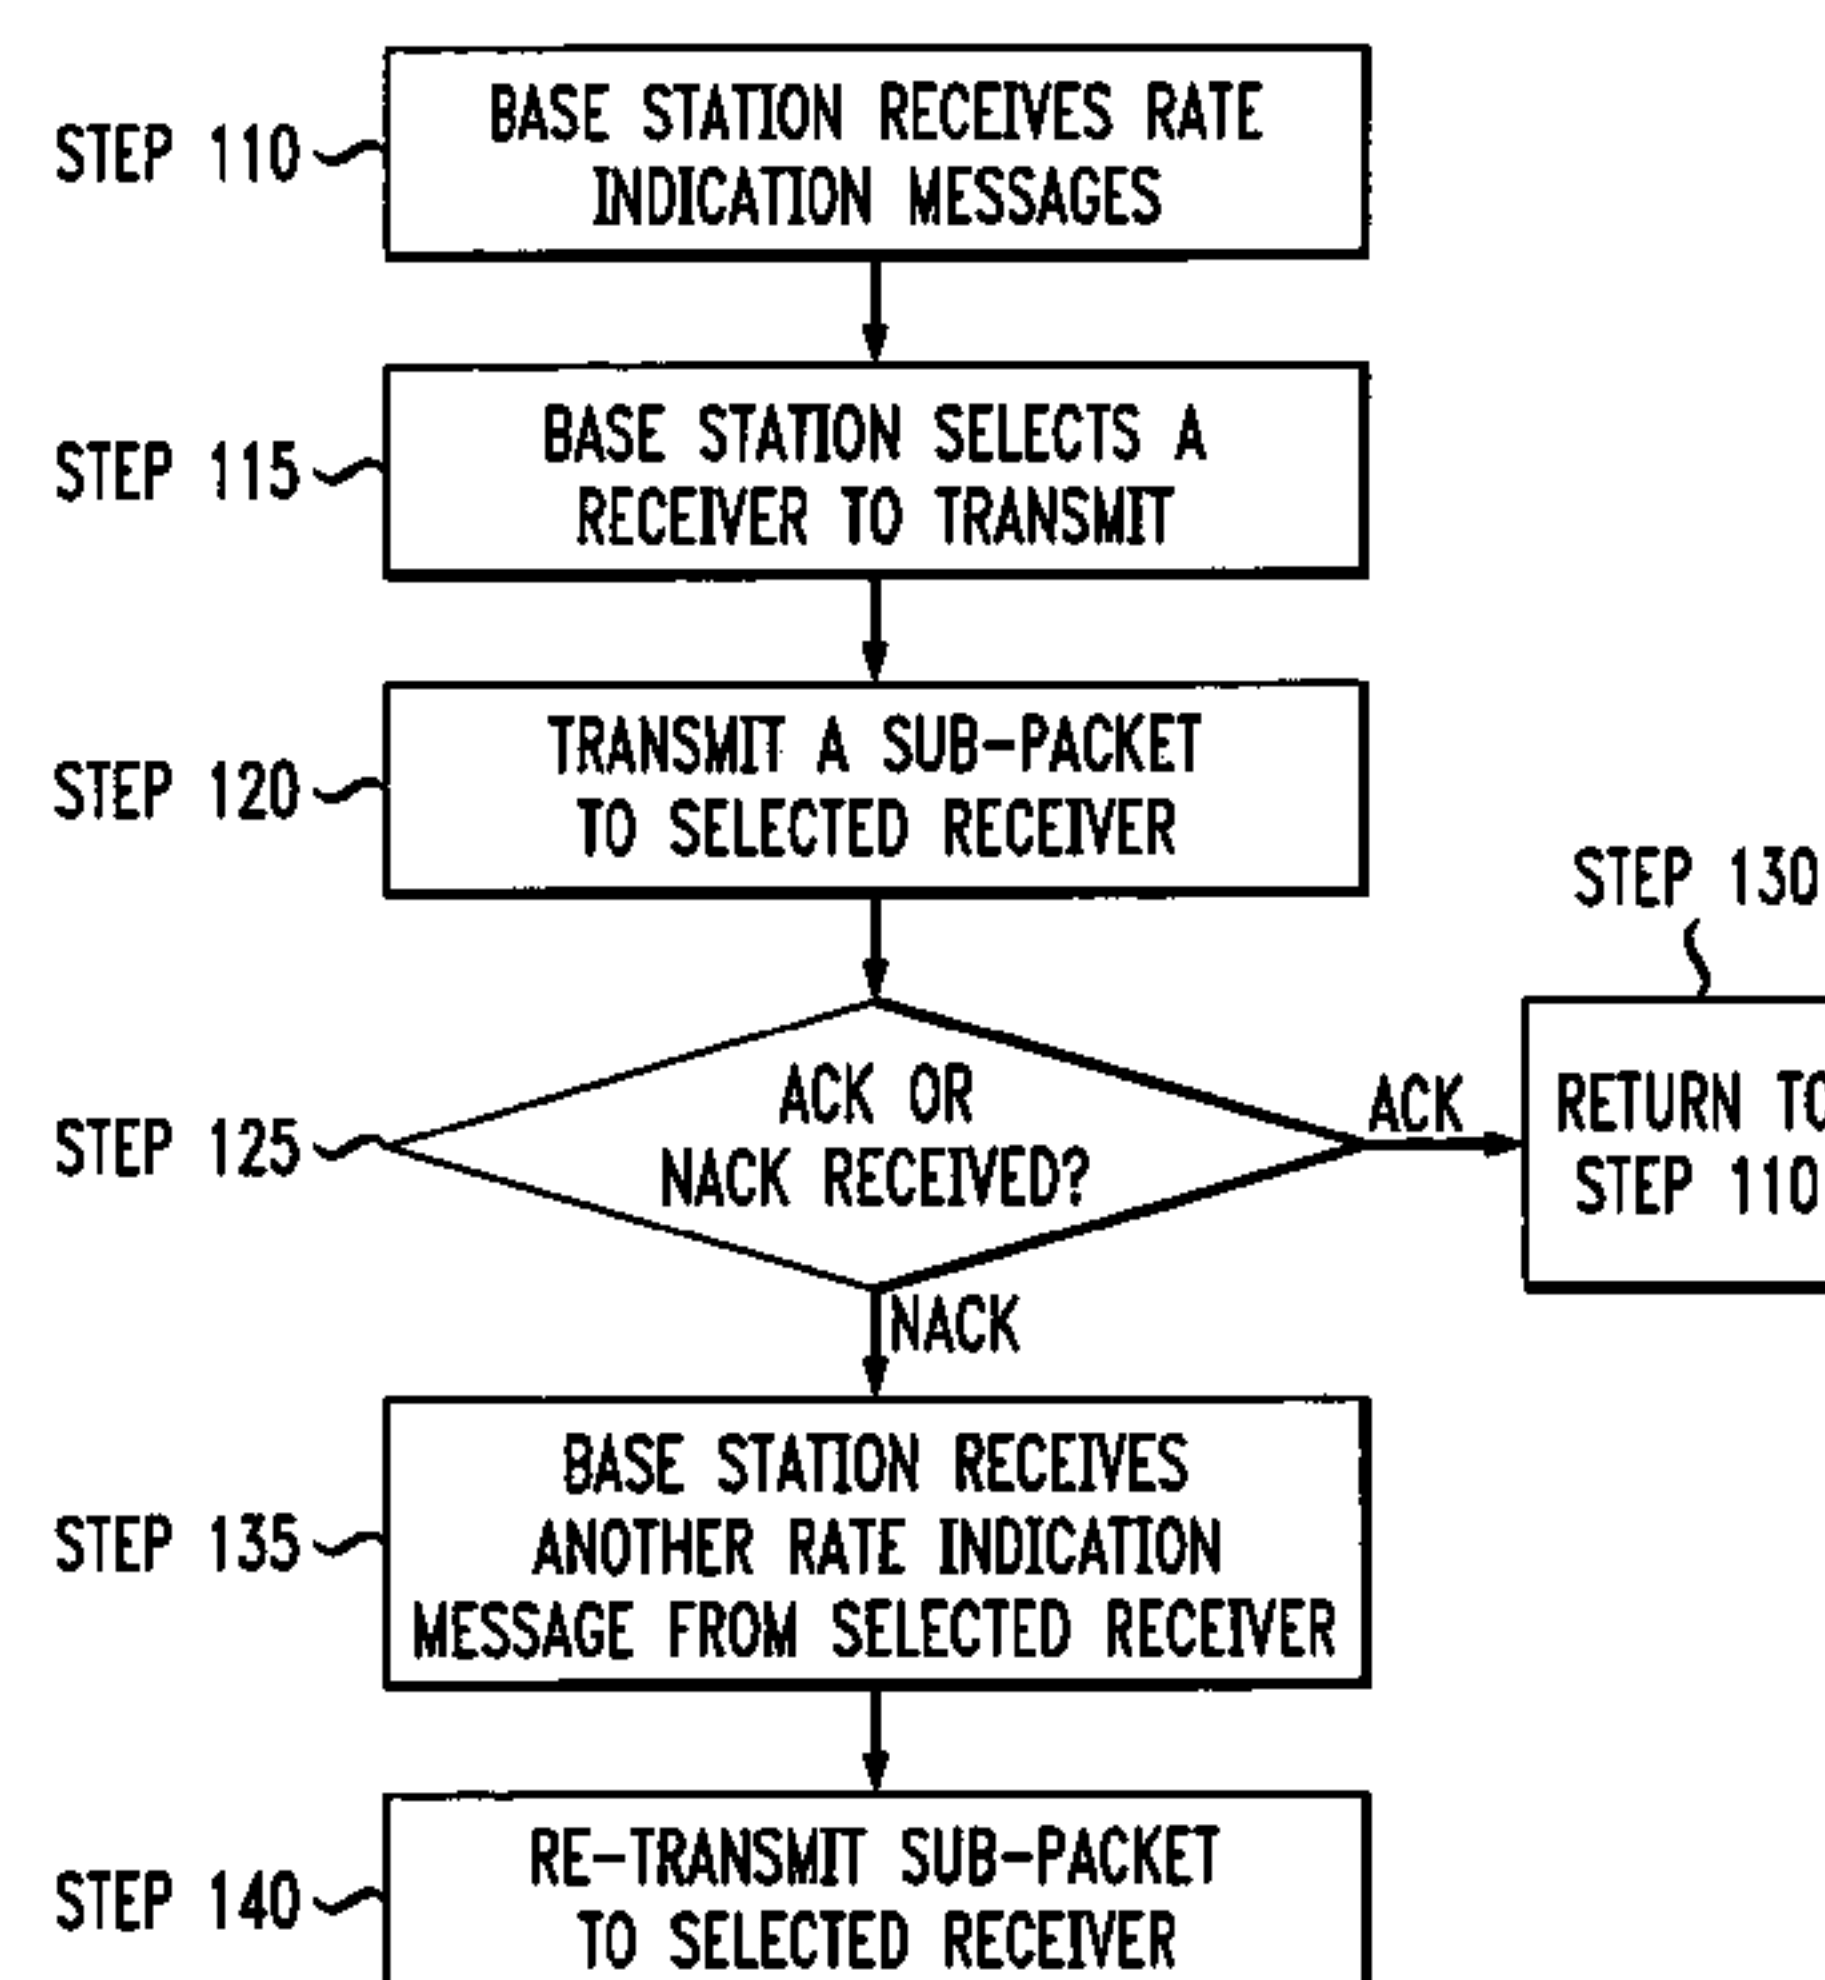 STEP 110
BASE STATION RECEIVES RATE
INDICATION MESSAGES
STEP 115
BASE STATION SELECTS A
RECEIVER TO TRANSMIT
STEP 120
TRANSMIT A SUB-PACKET
TO SELECTED RECEIVER
STEP 125
ACK OR
NACK RECEIVED?
ACK
STEP 130
RETURN TO
STEP 110
NACK
STEP 135
BASE STATION RECEIVES
ANOTHER RATE INDICATION
MESSAGE FROM SELECTED RECEIVER
STEP 140
RE-TRANSMIT SUB-PACKET
TO SELECTED RECEIVER